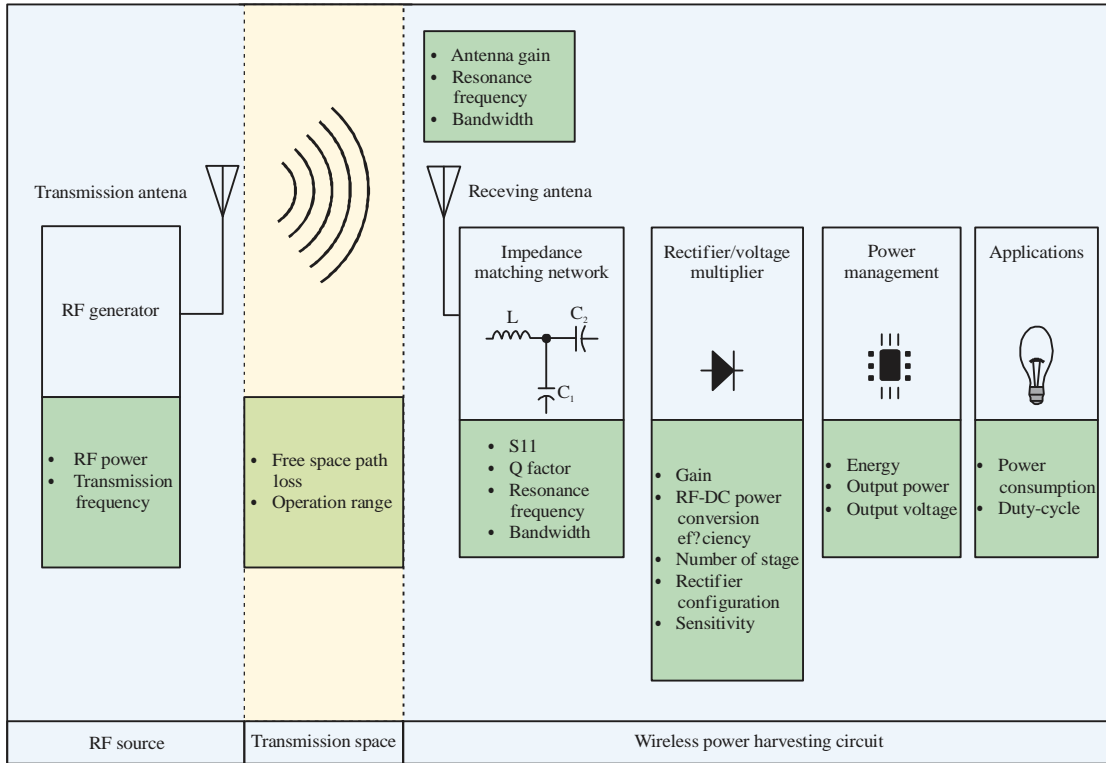 • Antenna gain
• Resonance
frequency
• Bandwidth
Transmission antena
Receving antena
RF generator
• RF power
• Transmission
frequency
• Free space path
loss
• Operation range
Impedance
matching network
L
C2
C1
• S11
• Q factor
• Resonance
frequency
• Bandwidth
Rectifier/voltage
multiplier
• Gain
• RF-DC power
conversion
ef?ciency
• Number of stage
• Rectifier
configuration
• Sensitivity
Power
management
• Energy
• Output power
• Output voltage
Applications
• Power
consumption
• Duty-cycle
RF source
Transmission space
Wireless power harvesting circuit